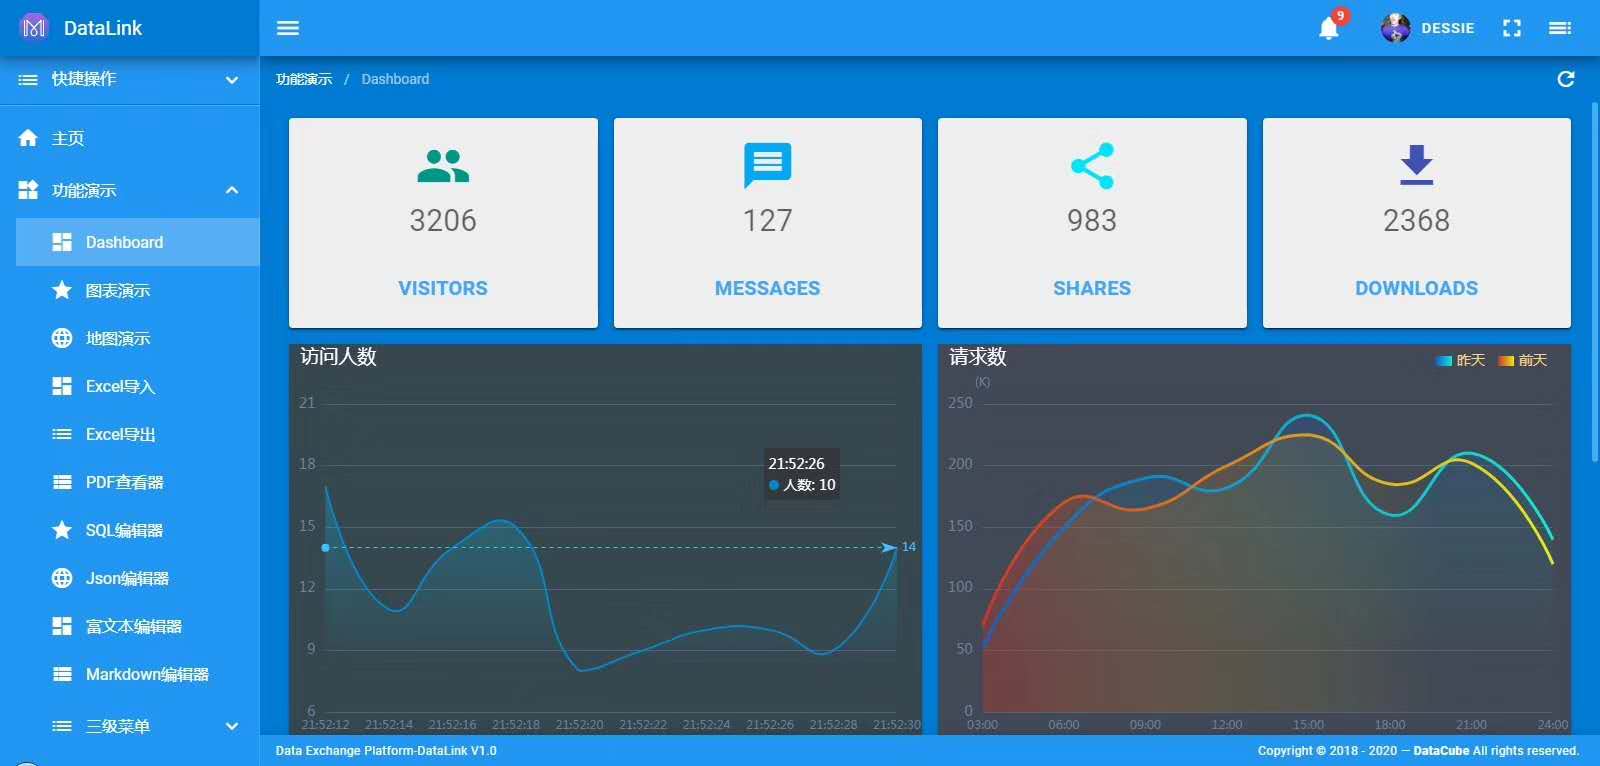 DataLink
9
DESSIE
快捷操作
主页
功能演示
Dashboard
图表演示
地图演示
Excel导入
Excel导出
PDF查看器
SQL编辑器
Json编辑器
富文本编辑器
Markdown编辑器
三级菜单
功能演示 / Dashboard
3206
VISITORS
127
MESSAGES
983
SHARES
2368
DOWNLOADS
访问人数
21
18
15
12
9
6
21:52:26
人数: 10
14
21:52:12 21:52:14 21:52:16 21:52:18 21:52:20 21:52:22 21:52:24 21:52:26 21:52:28 21:52:30
请求数
昨天 前天
(K)
250
200
150
100
50
0
03:00 06:00 09:00 12:00 15:00 18:00 21:00 24:00
Data Exchange Platform-DataLink V1.0
Copyright © 2018 - 2020 — DataCube All rights reserved.